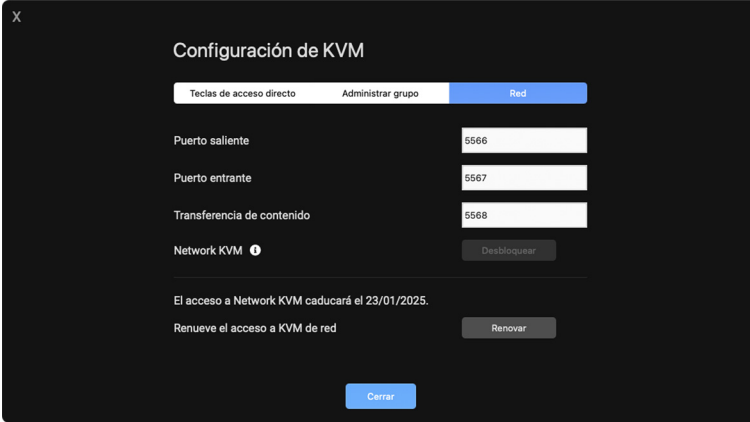 X
Configuración de KVM
Teclas de acceso directo Administrar grupo Red
Puerto saliente 5566
Puerto entrante 5567
Transferencia de contenido 5568
Network KVM Desbloquear
El acceso a Network KVM caducará el 23/01/2025.
Renueve el acceso a KVM de red Renovar
Cerrar